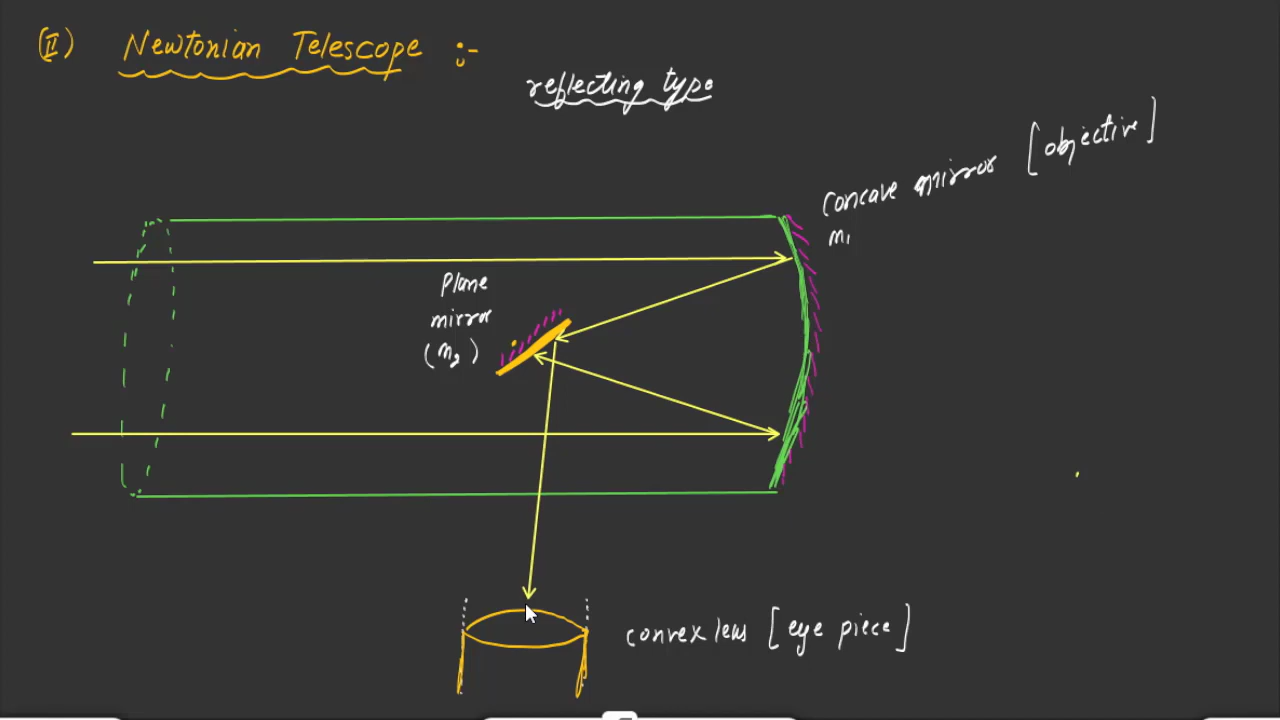 (II) Newtonian Telescope :-
reflecting type
Concave mirror [objective]
m₁
Plane
mirror
(m₂)
convex lens [eye piece]